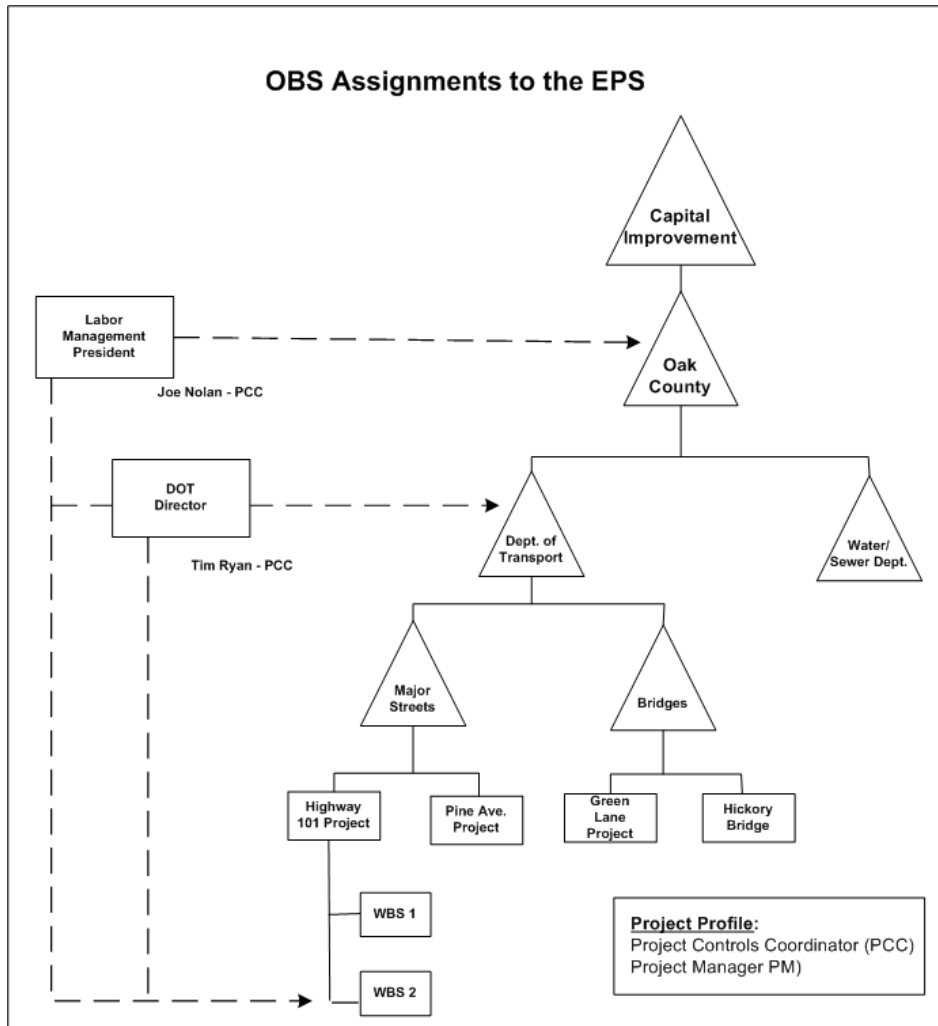 OBS Assignments to the EPS
Capital
Improvement
Labor
Management
President
Joe Nolan - PCC
Oak
County
DOT
Director
Tim Ryan - PCC
Dept. of
Transport
Water/
Sewer Dept.
Major
Streets
Bridges
Highway
101 Project
Pine Ave.
Project
Green
Lane
Project
Hickory
Bridge
WBS 1
WBS 2
Project Profile:
Project Controls Coordinator (PCC)
Project Manager PM)